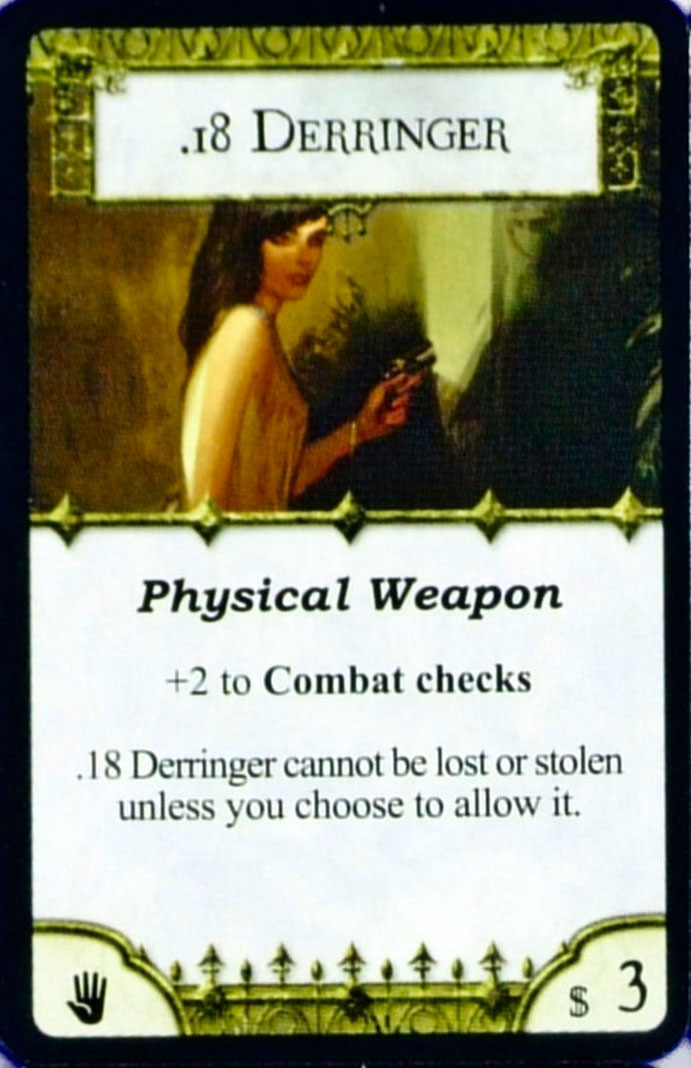 .18 Derringer
Physical Weapon
+2 to Combat checks
.18 Derringer cannot be lost or stolen
unless you choose to allow it.
$ 3